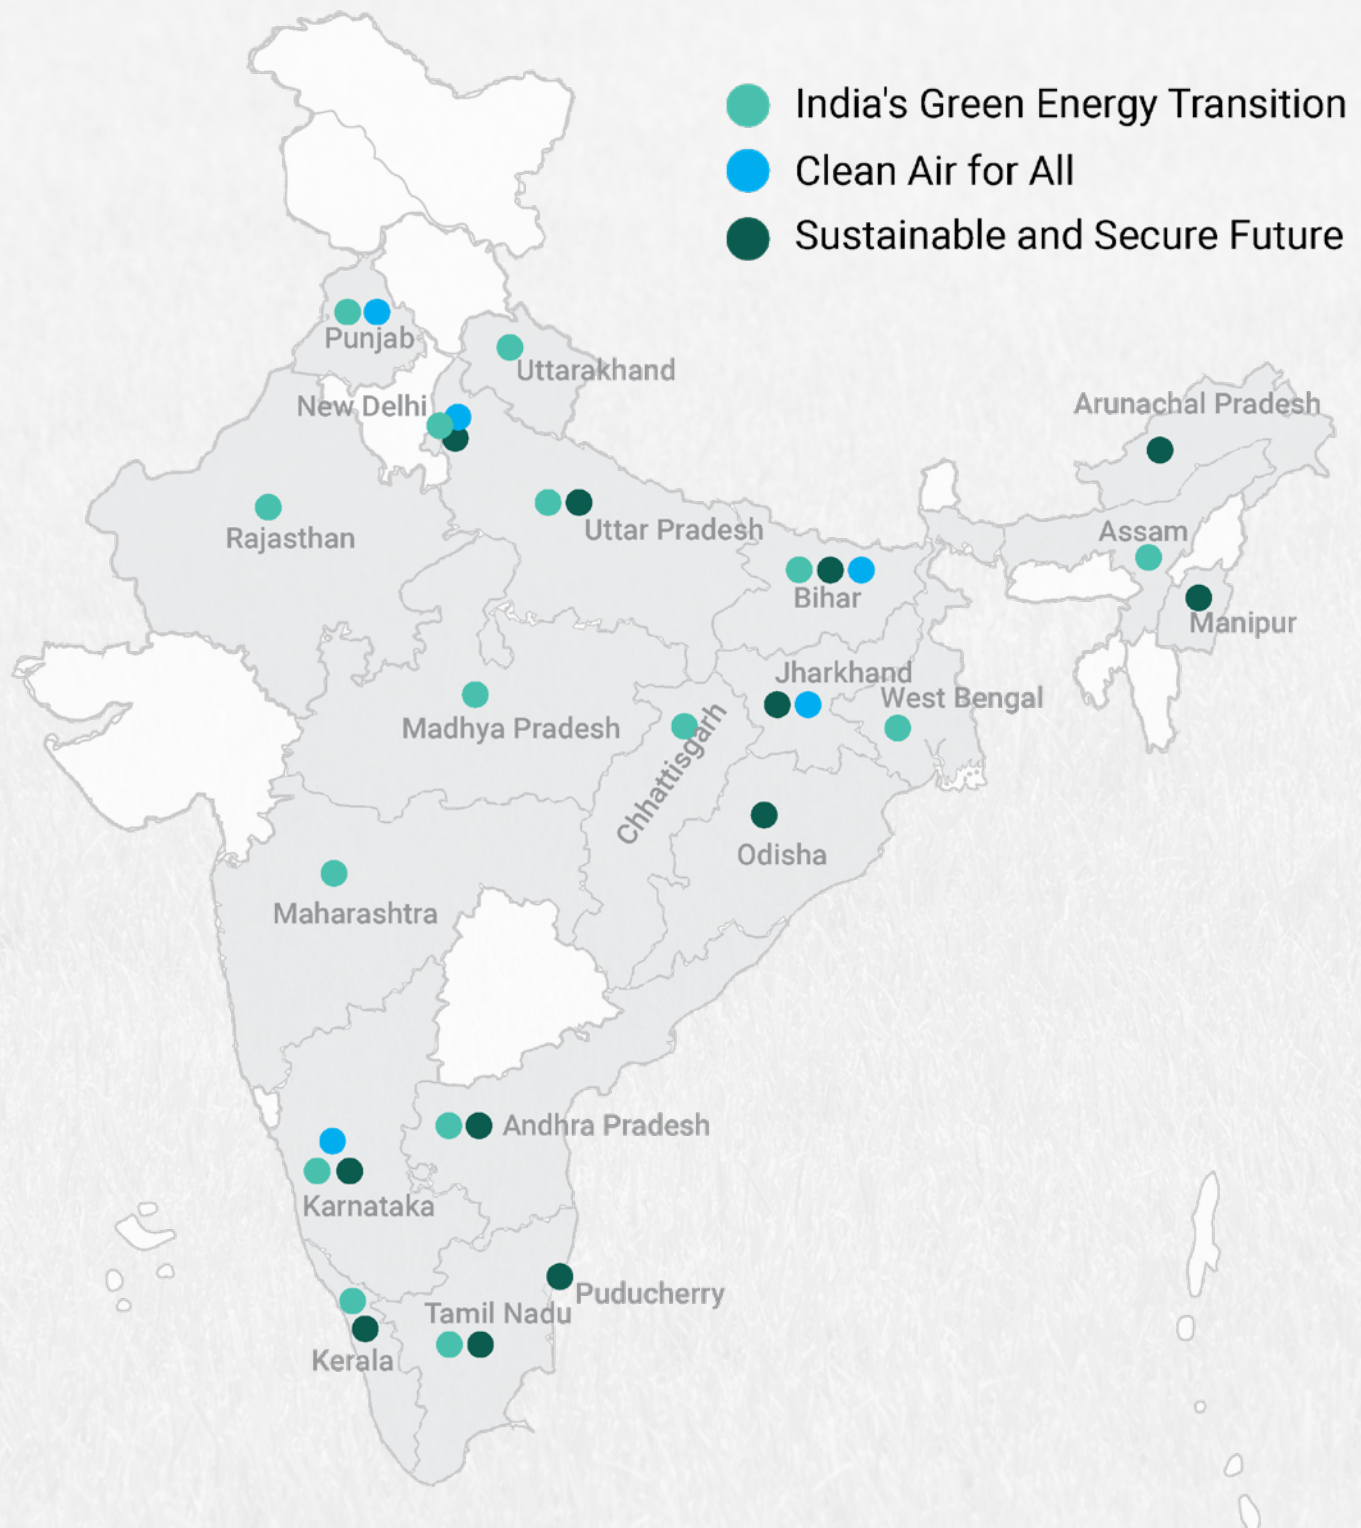 India's Green Energy Transition
Clean Air for All
Sustainable and Secure Future
Punjab
Uttarakhand
New Delhi
Arunachal Pradesh
Rajasthan
Uttar Pradesh
Assam
Bihar
Manipur
Jharkhand
West Bengal
Madhya Pradesh
Chhattisgarh
Odisha
Maharashtra
Andhra Pradesh
Karnataka
Puducherry
Tamil Nadu
Kerala